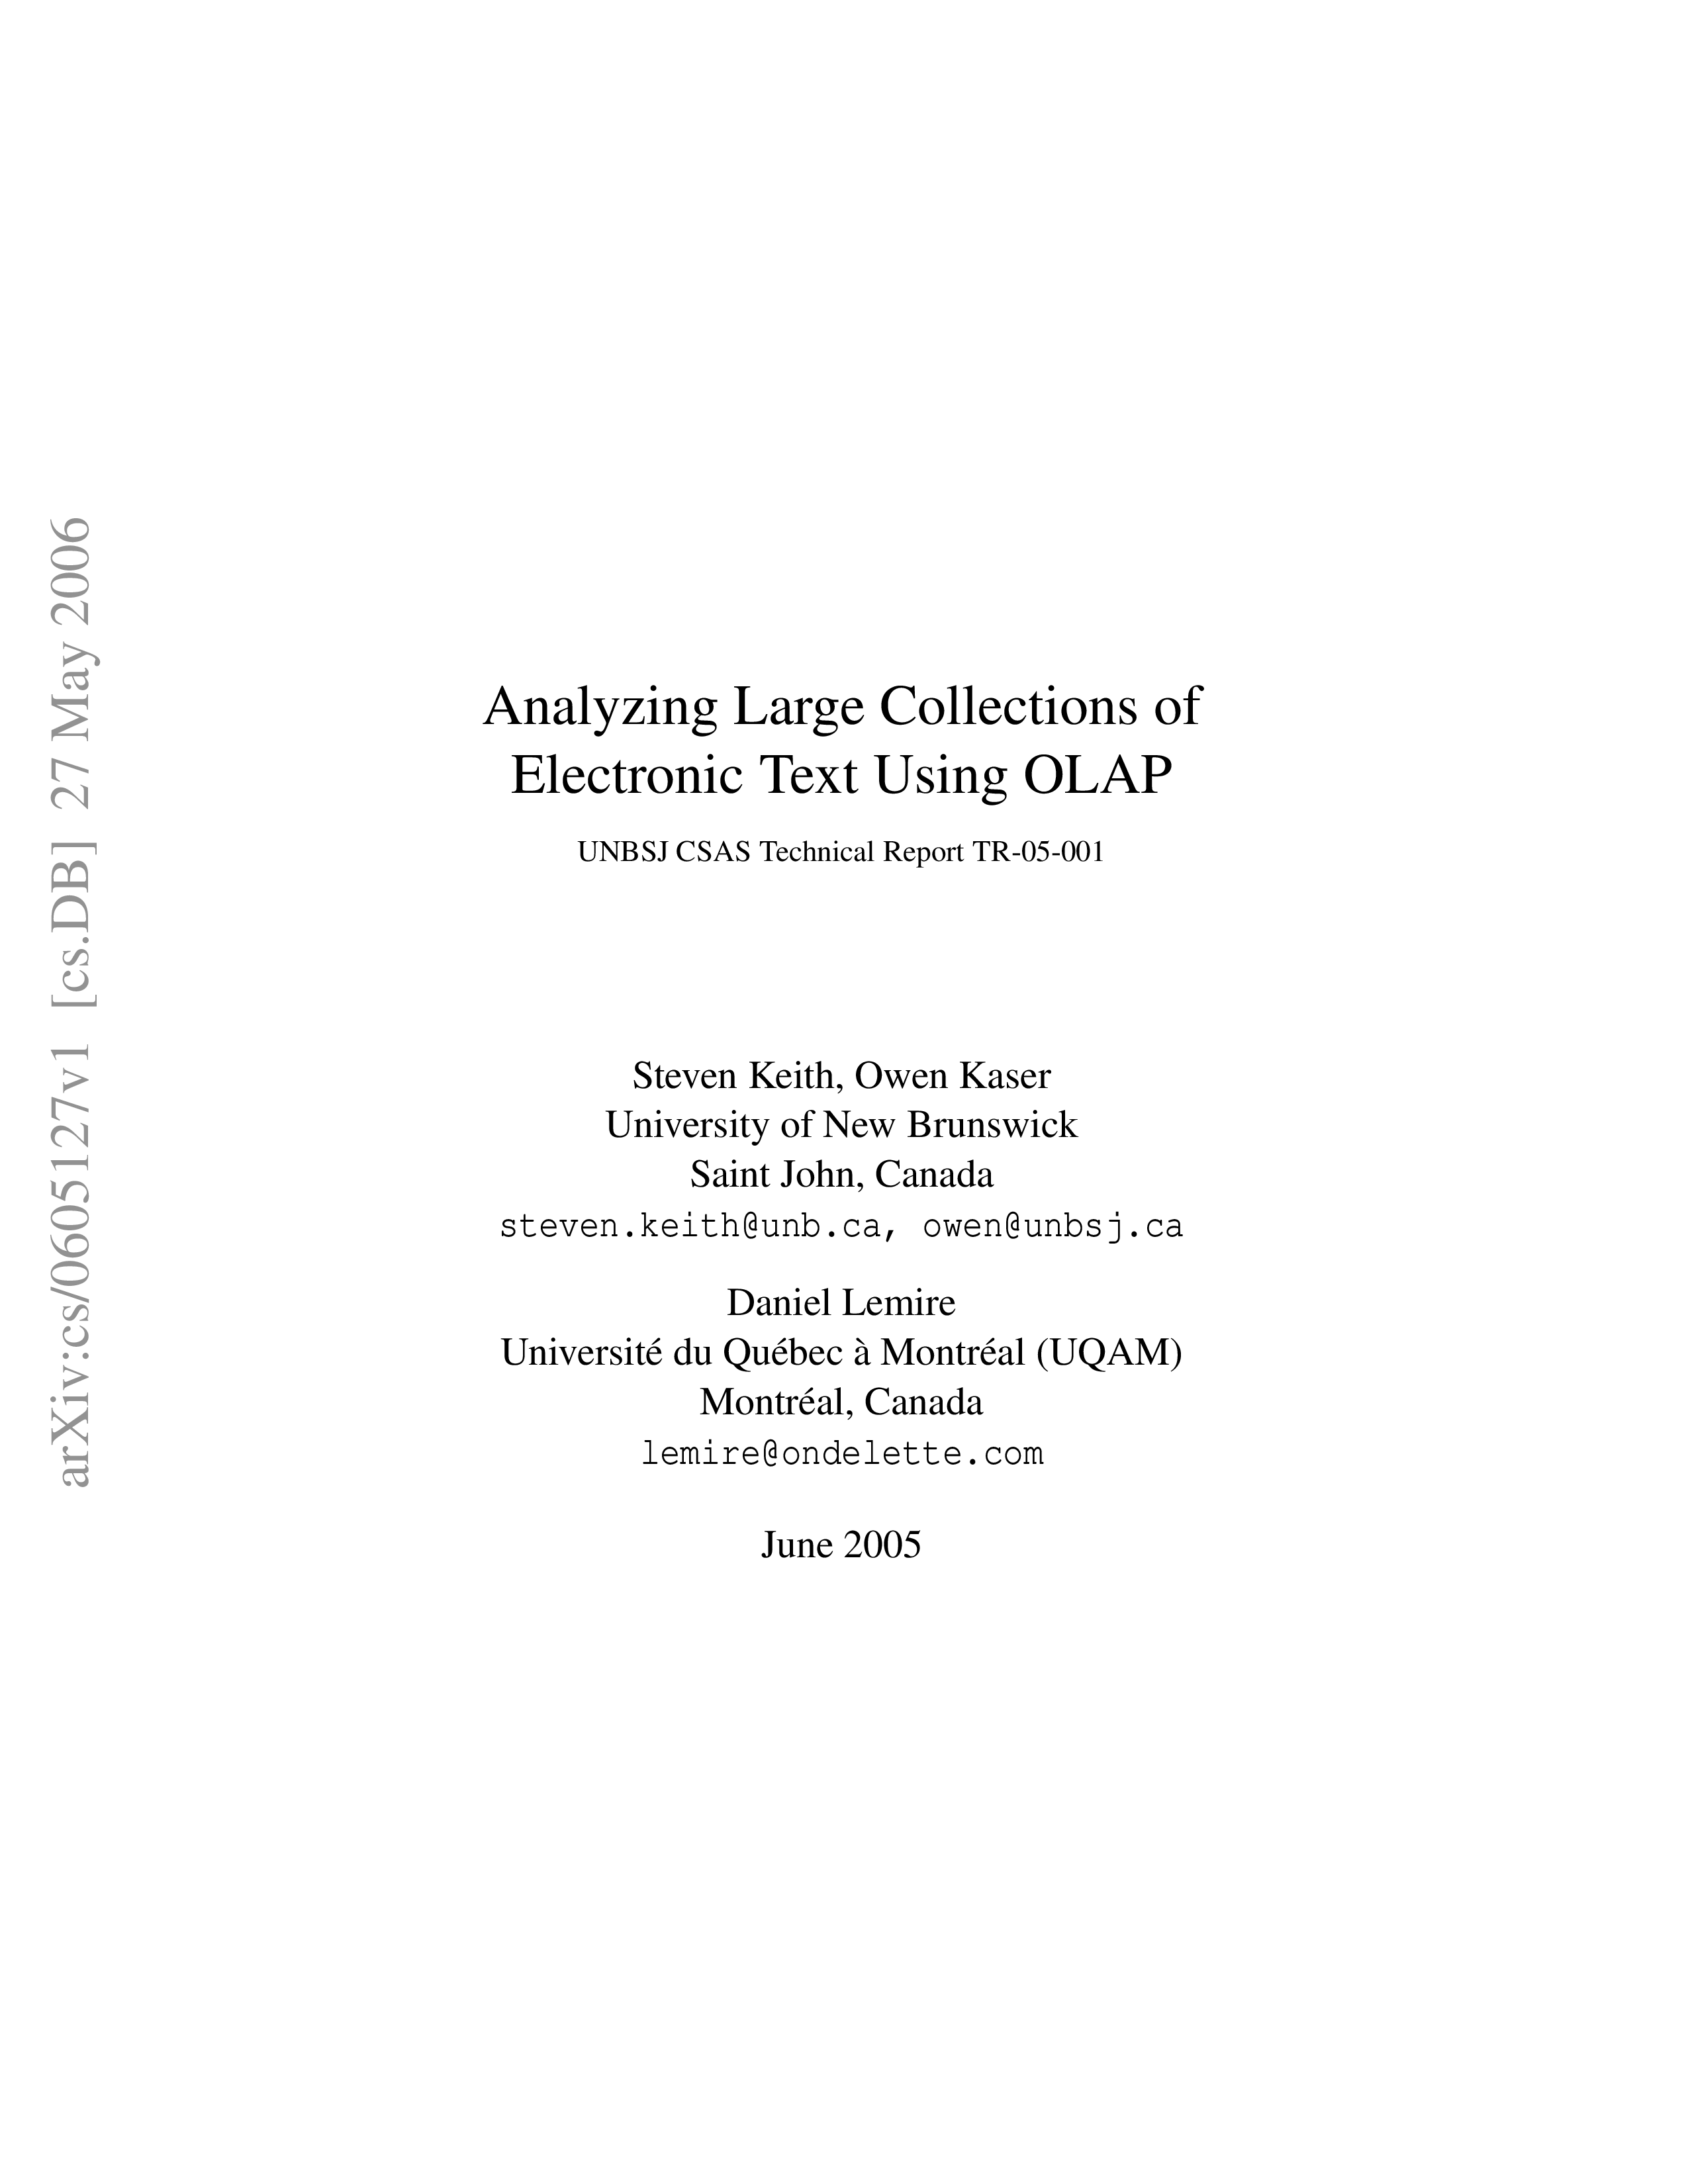 arXiv:cs/0605127v1 [cs.DB] 27 May 2006
Analyzing Large Collections of
Electronic Text Using OLAP
UNBSJ CSAS Technical Report TR-05-001
Steven Keith, Owen Kaser
University of New Brunswick
Saint John, Canada
steven.keith@unb.ca, owen@unbsj.ca
Daniel Lemire
Université du Québec à Montréal (UQAM)
Montréal, Canada
lemire@ondelette.com
June 2005